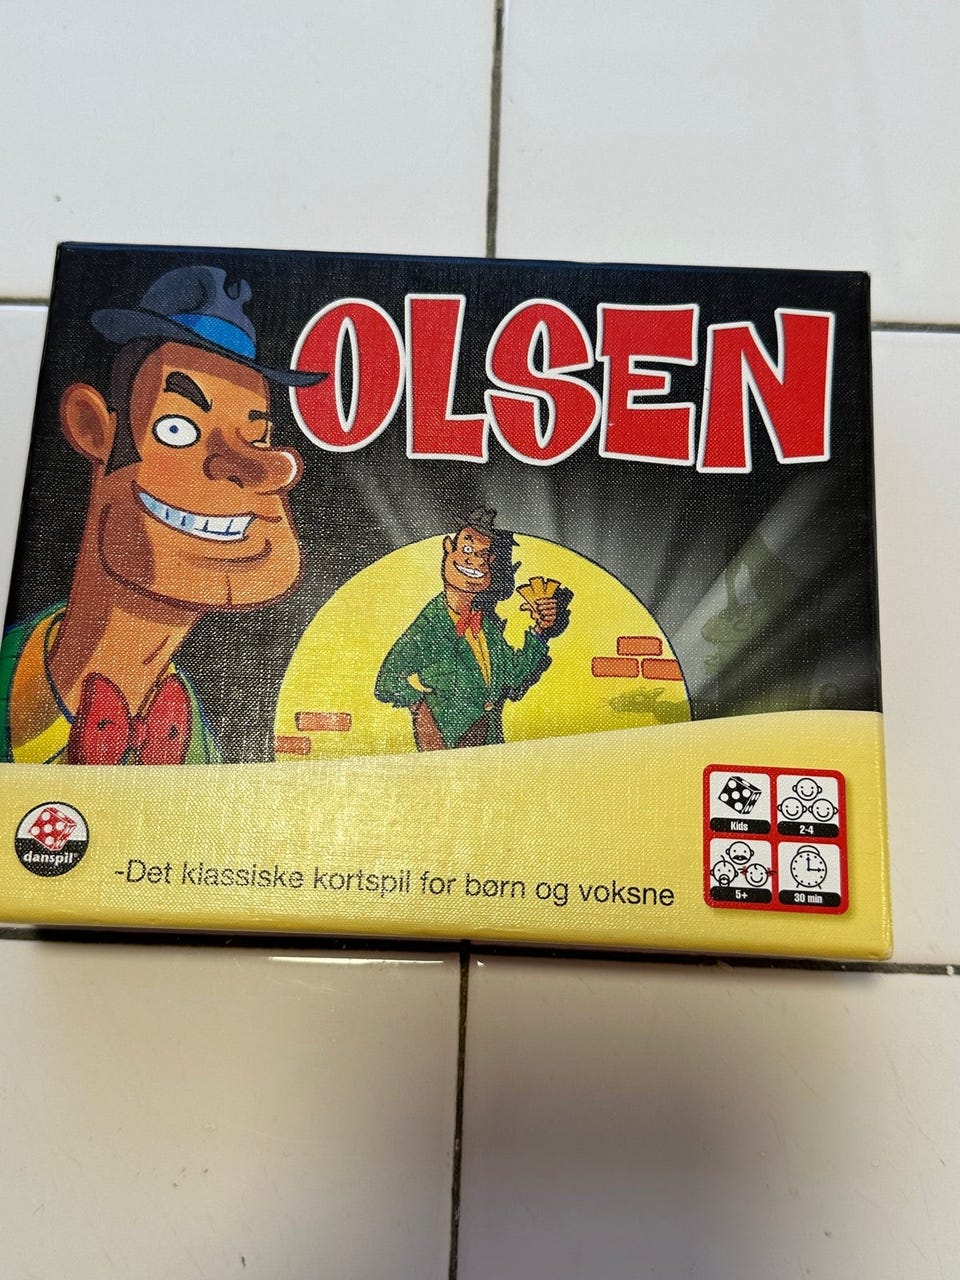 OLSEN
danspil®
-Det klassiske kortspil for børn og voksne
Kids
2-4
5+
30 min